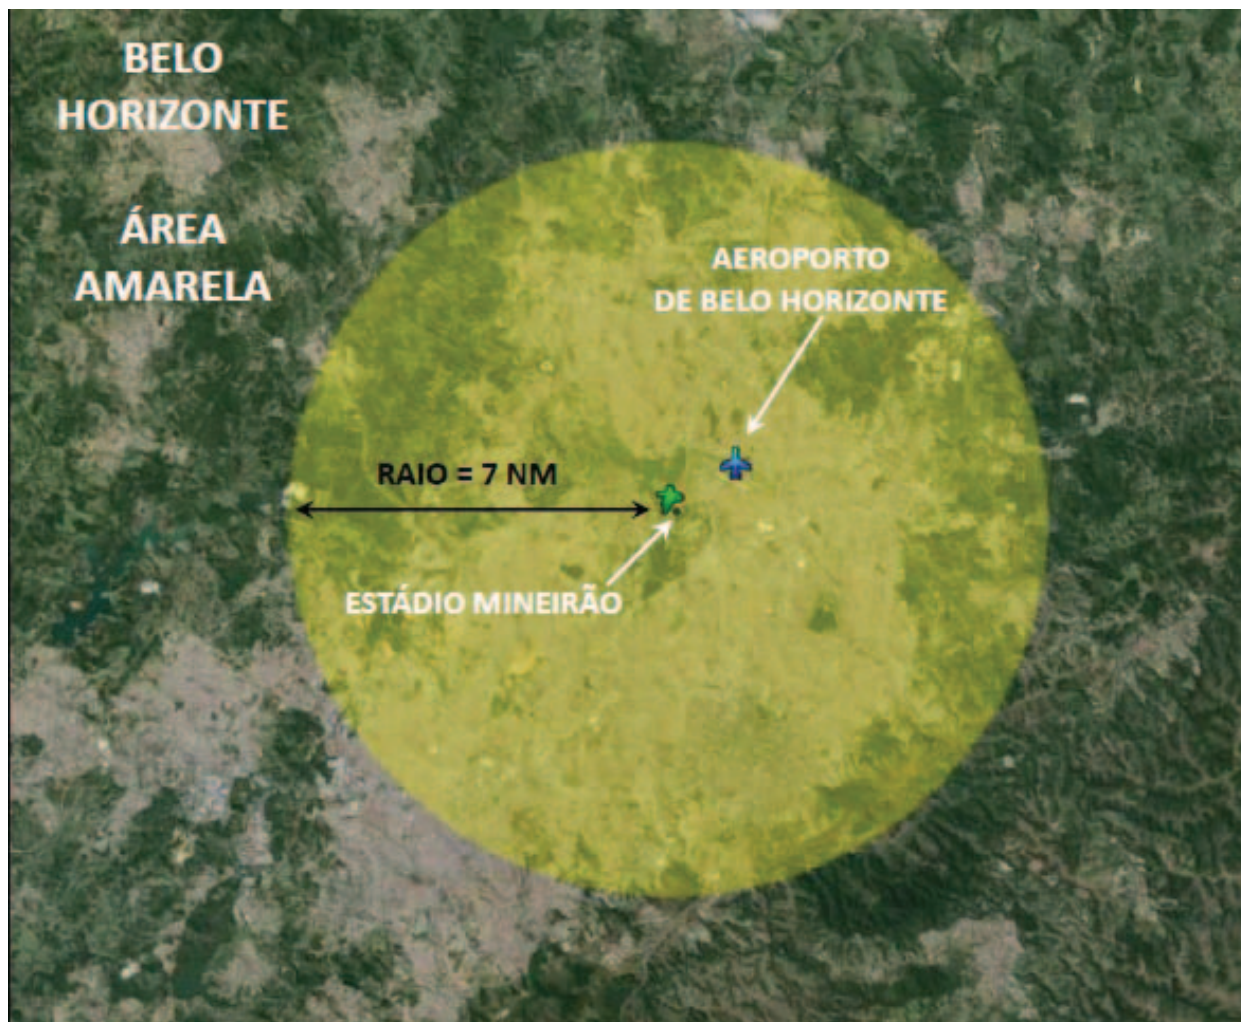 BELO
HORIZONTE
ÁREA
AMARELA
AEROPORTO
DE BELO HORIZONTE
RAIO = 7 NM
ESTÁDIO MINEIRÃO